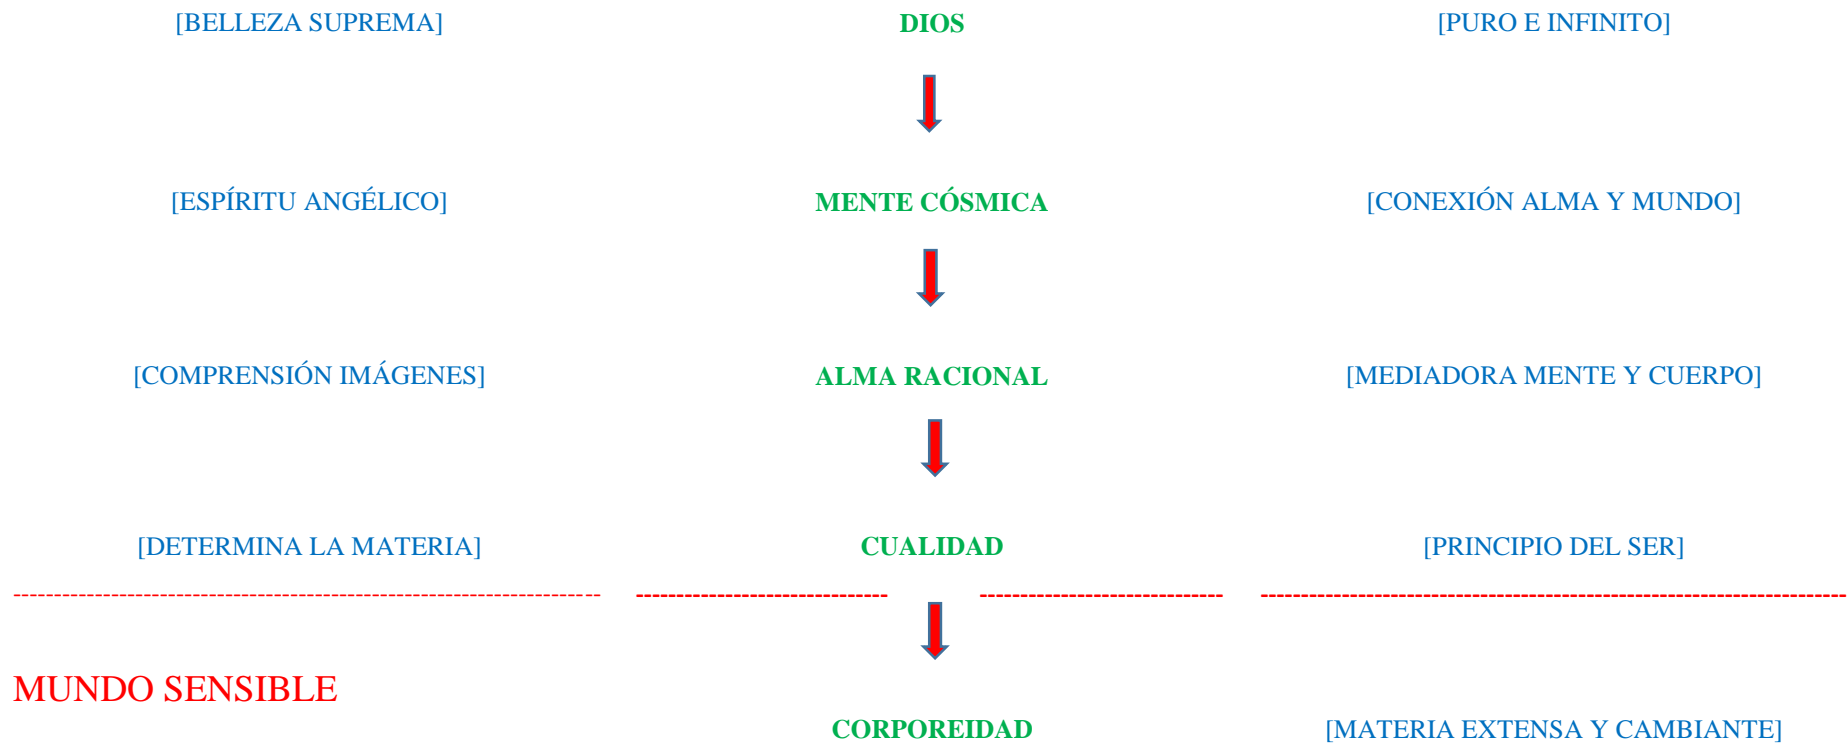 [BELLEZA SUPREMA] DIOS [PURO E INFINITO]
[ESPÍRITU ANGÉLICO] MENTE CÓSMICA [CONEXIÓN ALMA Y MUNDO]
[COMPRENSIÓN IMÁGENES] ALMA RACIONAL [MEDIADORA MENTE Y CUERPO]
[DETERMINA LA MATERIA] CUALIDAD [PRINCIPIO DEL SER]
MUNDO SENSIBLE
CORPOREIDAD [MATERIA EXTENSA Y CAMBIANTE]